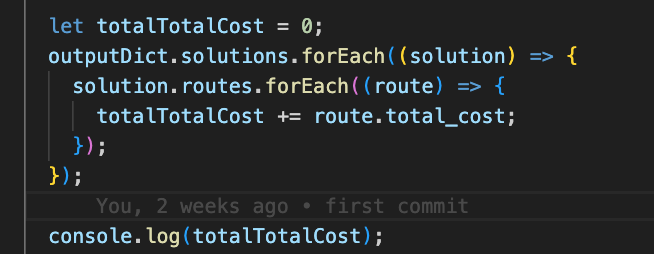 let totalTotalCost = 0;
outputDict.solutions.forEach((solution) => {
  solution.routes.forEach((route) => {
    totalTotalCost += route.total_cost;
  });
});
    You, 2 weeks ago • first commit
console.log(totalTotalCost);